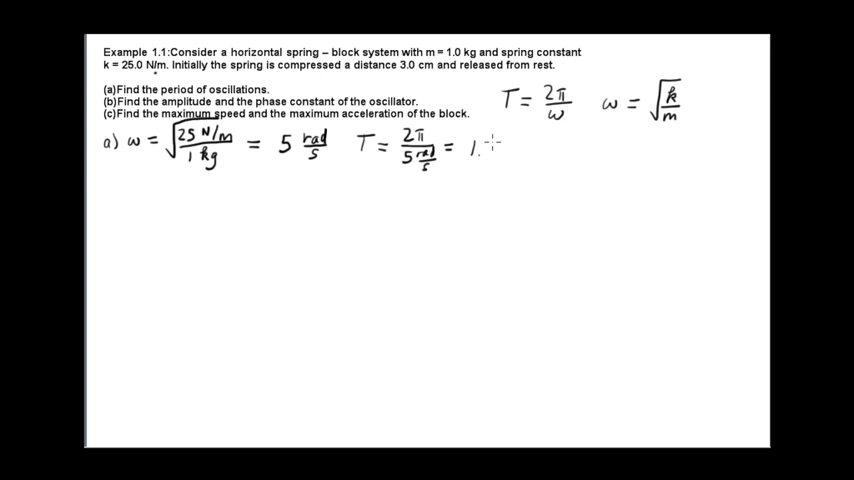 Example 1.1:Consider a horizontal spring – block system with m = 1.0 kg and spring constant
k = 25.0 N/m. Initially the spring is compressed a distance 3.0 cm and released from rest.
(a)Find the period of oscillations.
(b)Find the amplitude and the phase constant of the oscillator.
(c)Find the maximum speed and the maximum acceleration of the block.
T = 2π/ω ω = √(k/m)
a) ω = √(25 N/m / 1 kg) = 5 rad/s T = 2π / 5 rad/s = 1.